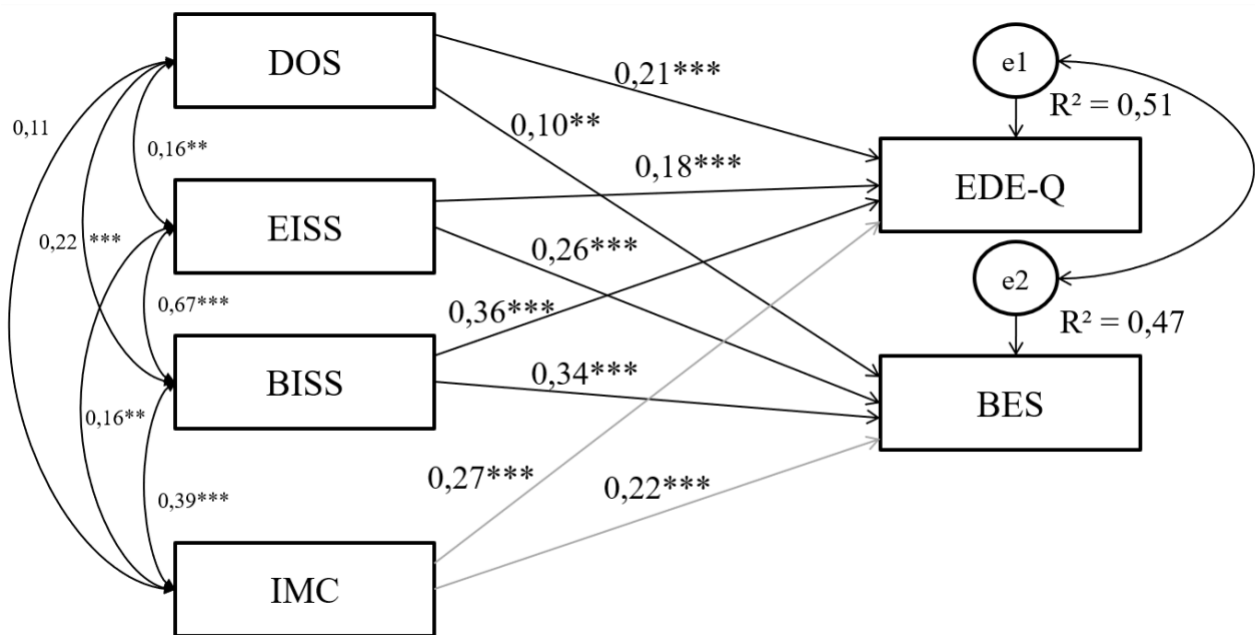 DOS
EISS
BISS
IMC
0,11
0,16**
0,22 ***
0,67***
0,16**
0,39***
0,21***
0,10**
0,18***
0,26***
0,36***
0,34***
0,27***
0,22***
e1
R² = 0,51
EDE-Q
e2
R² = 0,47
BES